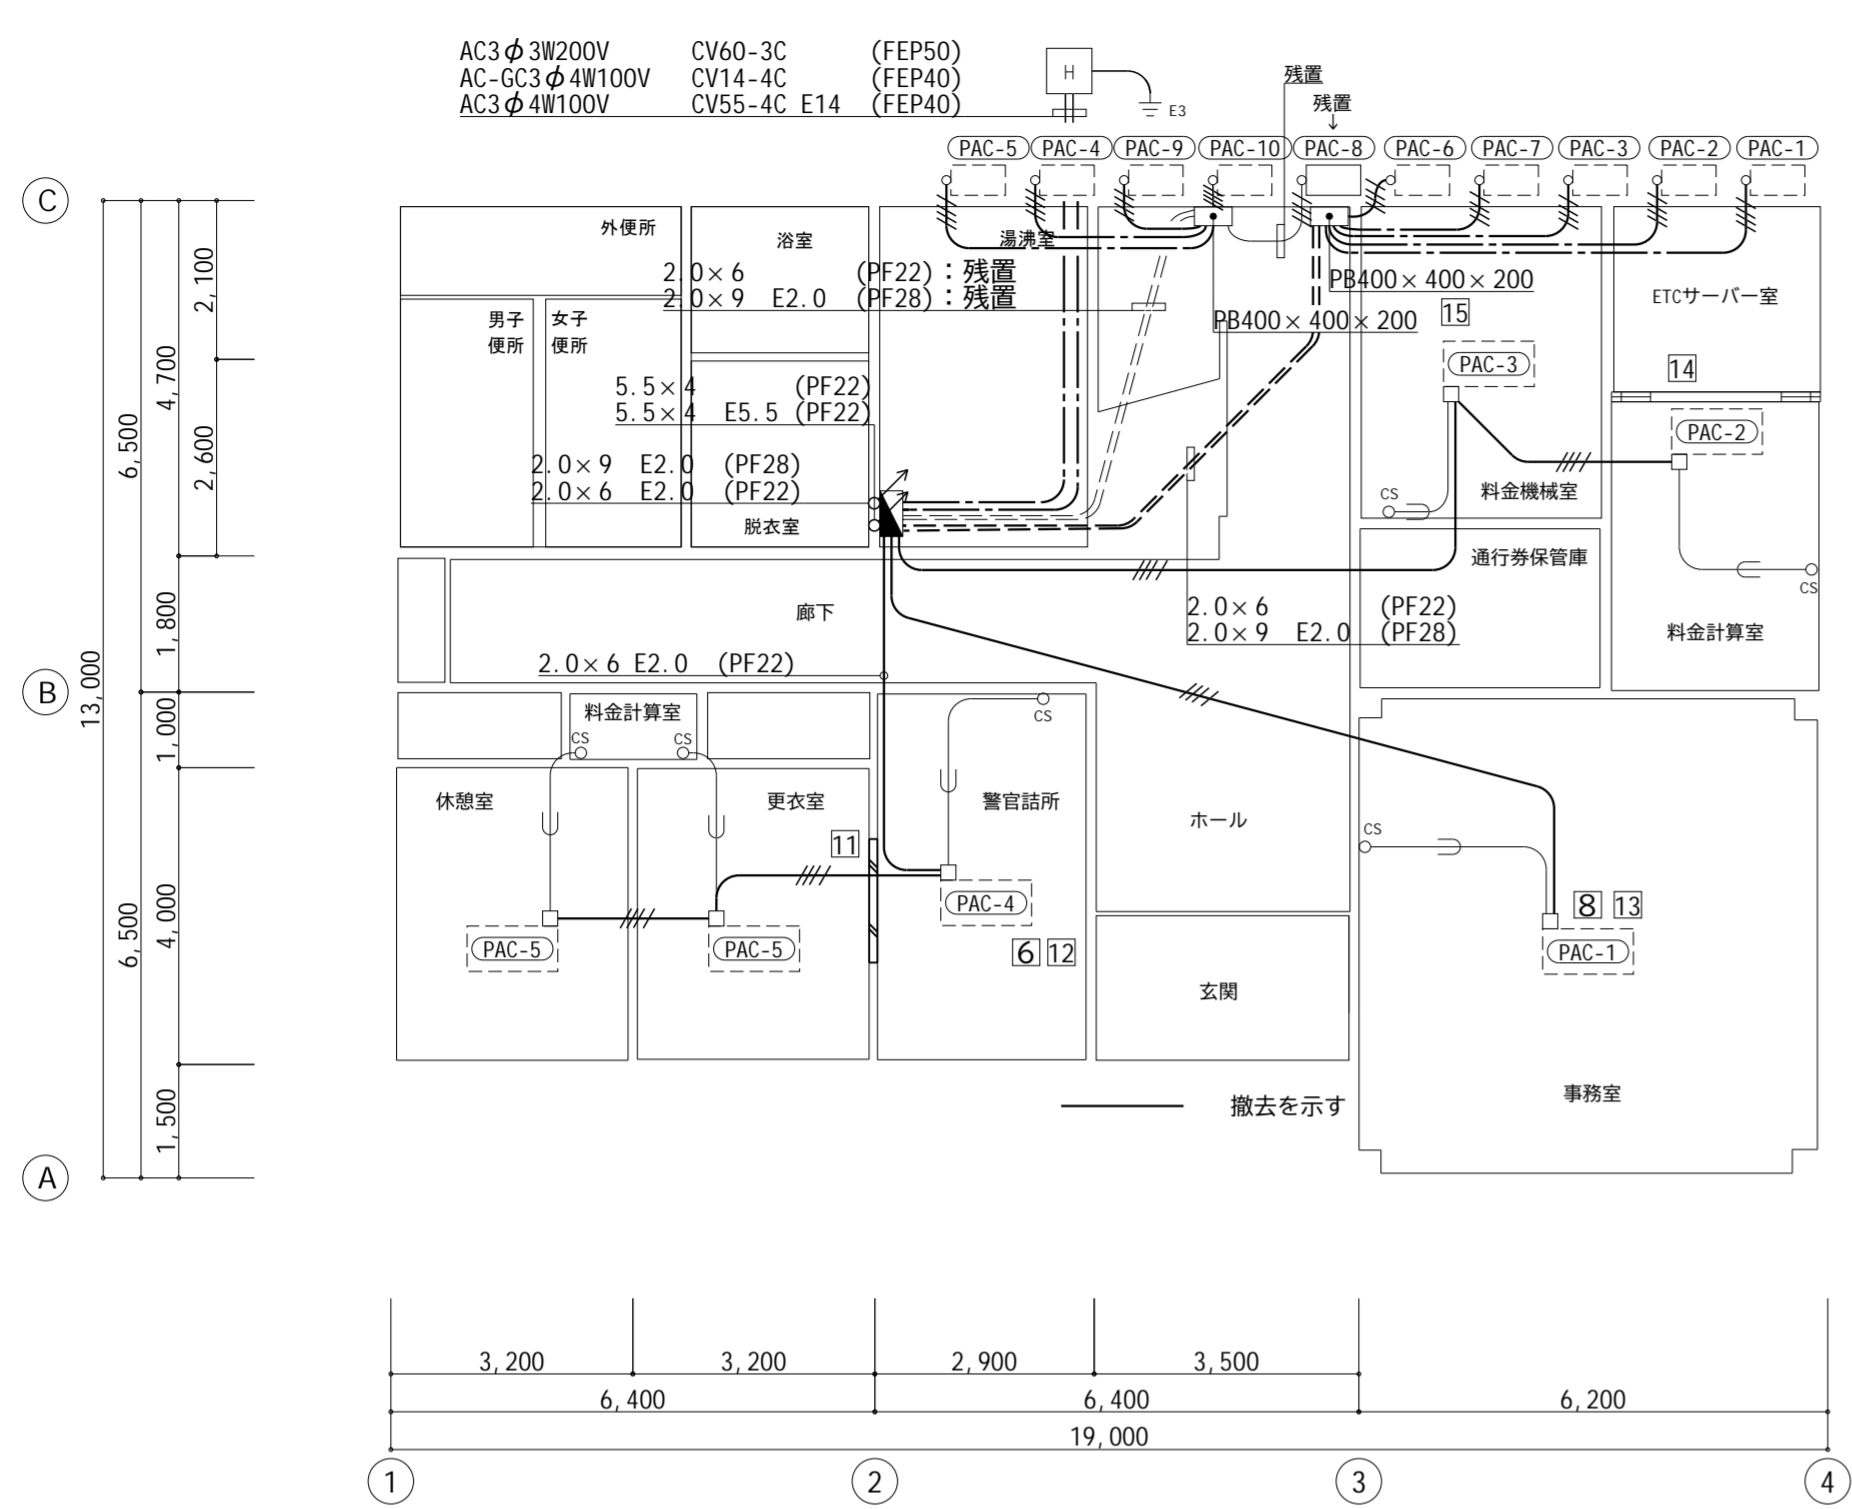 AC3φ3W200V CV60-3C (FEP50)
AC-GC3φ4W100V CV14-4C (FEP40)
AC3φ4W100V CV55-4C E14 (FEP40)
H
E3
残置
残置
PAC-5 PAC-4 PAC-9 PAC-10 PAC-8 PAC-6 PAC-7 PAC-3 PAC-2 PAC-1
C
外便所
浴室
湯沸室
2.0×6 (PF22):残置
2.0×9 E2.0 (PF28):残置
PB400×400×200
PB400×400×200
15
ETCサーバー室
男子
便所
女子
便所
PAC-3
14
5.5×4 (PF22)
5.5×4 E5.5 (PF22)
PAC-2
2.0×9 E2.0 (PF28)
2.0×6 E2.0 (PF22)
脱衣室
CS
料金機械室
通行券保管庫
CS
廊下
2.0×6 (PF22)
2.0×9 E2.0 (PF28)
料金計算室
2.0×6 E2.0 (PF22)
B
料金計算室
CS
CS
CS
休憩室
更衣室
警官詰所
ホール
CS
11
PAC-5
PAC-5
PAC-4
6 12
8 13
PAC-1
玄関
事務室
撤去を示す
A
13,000
6,500
6,500
4,700
1,800
1,000
4,000
1,500
2,100
2,600
3,200 3,200 2,900 3,500
6,400 6,400 6,200
19,000
1 2 3 4